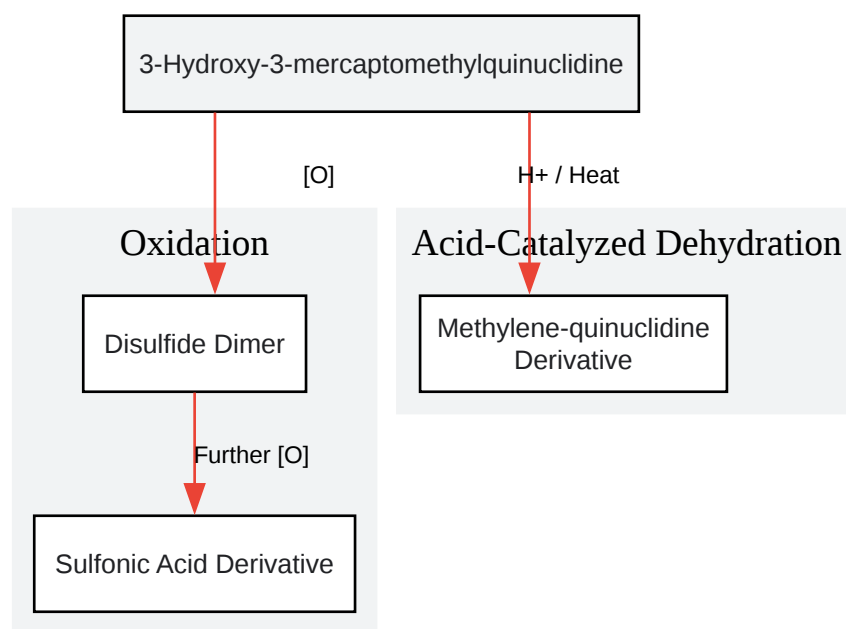 3-Hydroxy-3-mercaptomethylquinuclidine
[O]
H+ / Heat
Oxidation
Acid-Catalyzed Dehydration
Disulfide Dimer
Methylene-quinuclidine
Derivative
Further [O]
Sulfonic Acid Derivative